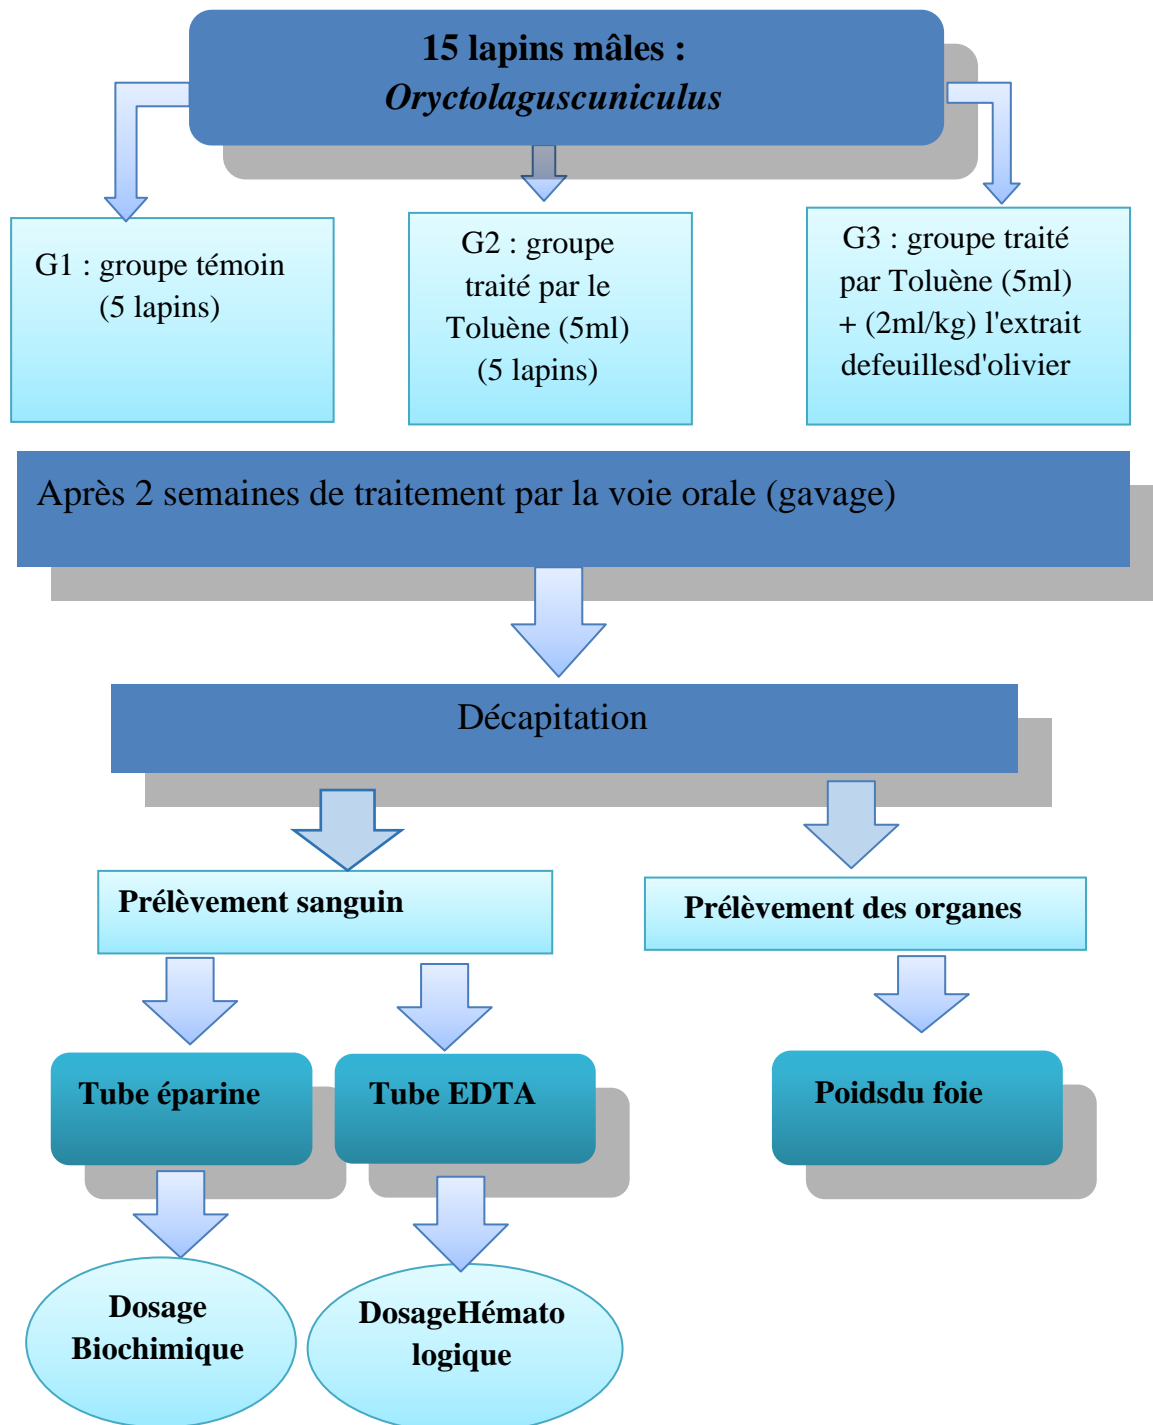 15 lapins mâles :
Oryctolaguscuniculus
G1 : groupe témoin
(5 lapins)
G2 : groupe
traité par le
Toluène (5ml)
(5 lapins)
G3 : groupe traité
par Toluène (5ml)
+ (2ml/kg) l'extrait
defeuillesd'olivier
Après 2 semaines de traitement par la voie orale (gavage)
Décapitation
Prélèvement sanguin
Prélèvement des organes
Tube éparine
Tube EDTA
Poidsdu foie
Dosage
Biochimique
DosageHémato
logique